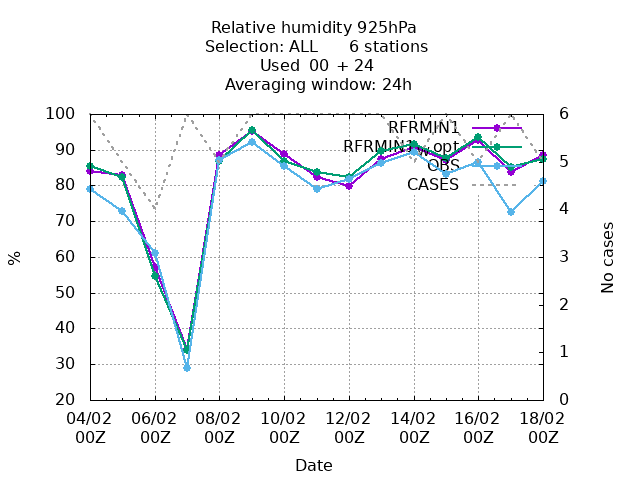 Relative humidity 925hPa
Selection: ALL 6 stations
Used 00 + 24
Averaging window: 24h
100
90
80
70
60
50
40
30
20
%
RFRMIN1
OBS
CASES
6
5
4
3
2
1
0
No cases
04/02 06/02 08/02 10/02 12/02 14/02 16/02 18/02
00Z 00Z 00Z 00Z 00Z 00Z 00Z 00Z
Date